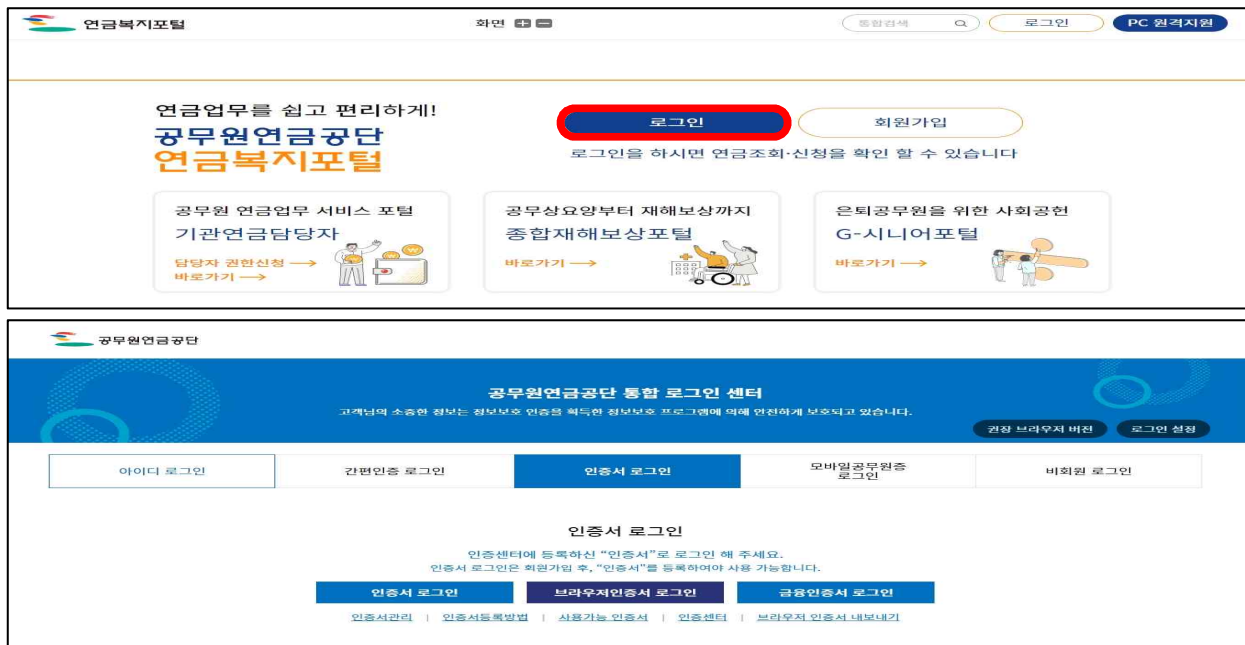 연금복지포털
화면
통합검색
로그인
PC 원격지원
연금업무를 쉽고 편리하게!
공무원연금공단
연금복지포털
로그인
회원가입
로그인을 하시면 연금조회·신청을 확인 할 수 있습니다
공무원 연금업무 서비스 포털
기관연금담당자
담당자 권한신청
바로가기
공무상요양부터 재해보상까지
종합재해보상포털
바로가기
은퇴공무원을 위한 사회공헌
G-시니어포털
바로가기
공무원연금공단
공무원연금공단 통합 로그인 센터
고객님의 소중한 정보는 정보보호 인증을 획득한 정보보호 프로그램에 의해 안전하게 보호되고 있습니다.
권장 브라우저 버전
로그인 설정
아이디 로그인
간편인증 로그인
인증서 로그인
모바일공무원증
로그인
비회원 로그인
인증서 로그인
인증센터에 등록하신 “인증서”로 로그인 해 주세요.
인증서 로그인은 회원가입 후, “인증서”를 등록하여야 사용 가능합니다.
인증서 로그인
브라우저인증서 로그인
금융인증서 로그인
인증서관리 | 인증서등록방법 | 사용가능 인증서 | 인증센터 | 브라우저 인증서 내보내기